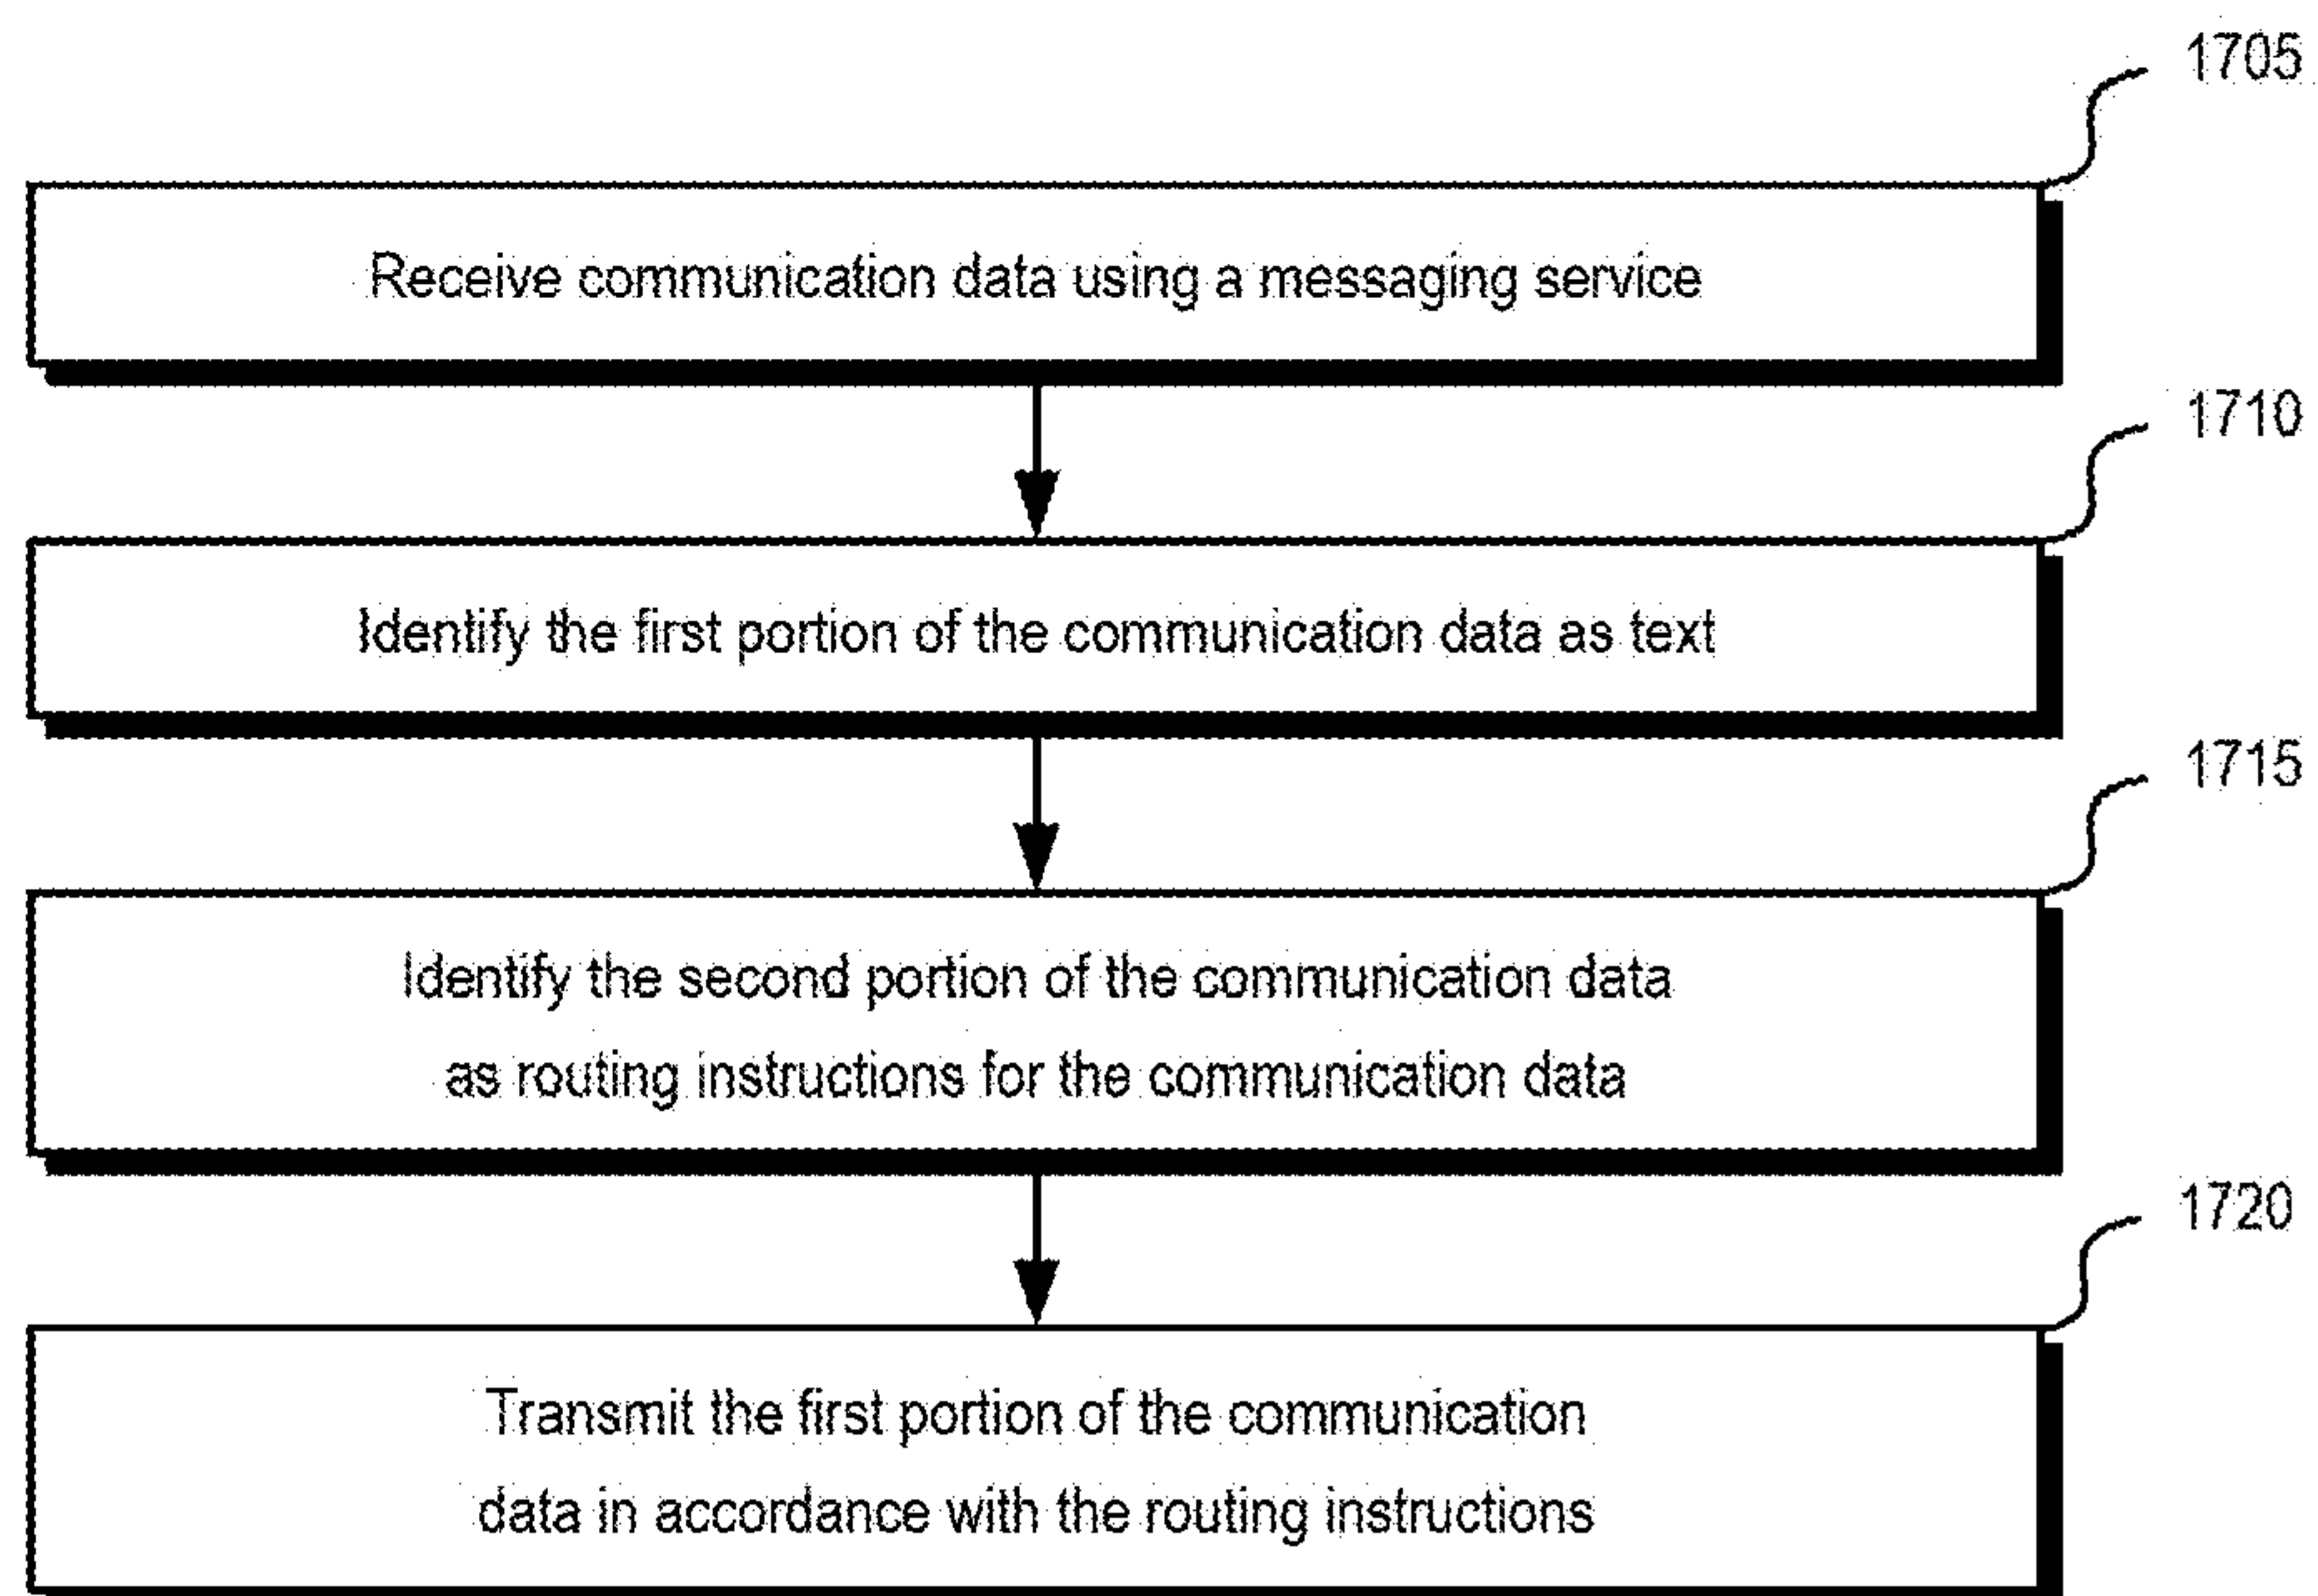 1705
Receive communication data using a messaging service
1710
Identify the first portion of the communication data as text
1715
Identify the second portion of the communication data
as routing instructions for the communication data
1720
Transmit the first portion of the communication
data in accordance with the routing instructions